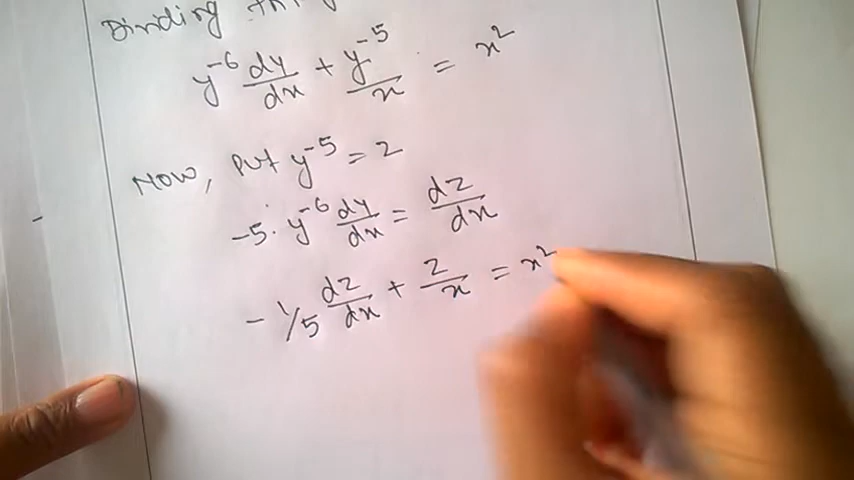 Dividing
y^-6 dy/dx + y^-5/x = x^2
Now, Put y^-5 = z
-5. y^-6 dy/dx = dz/dx
- 1/5 dz/dx + z/x = x^2